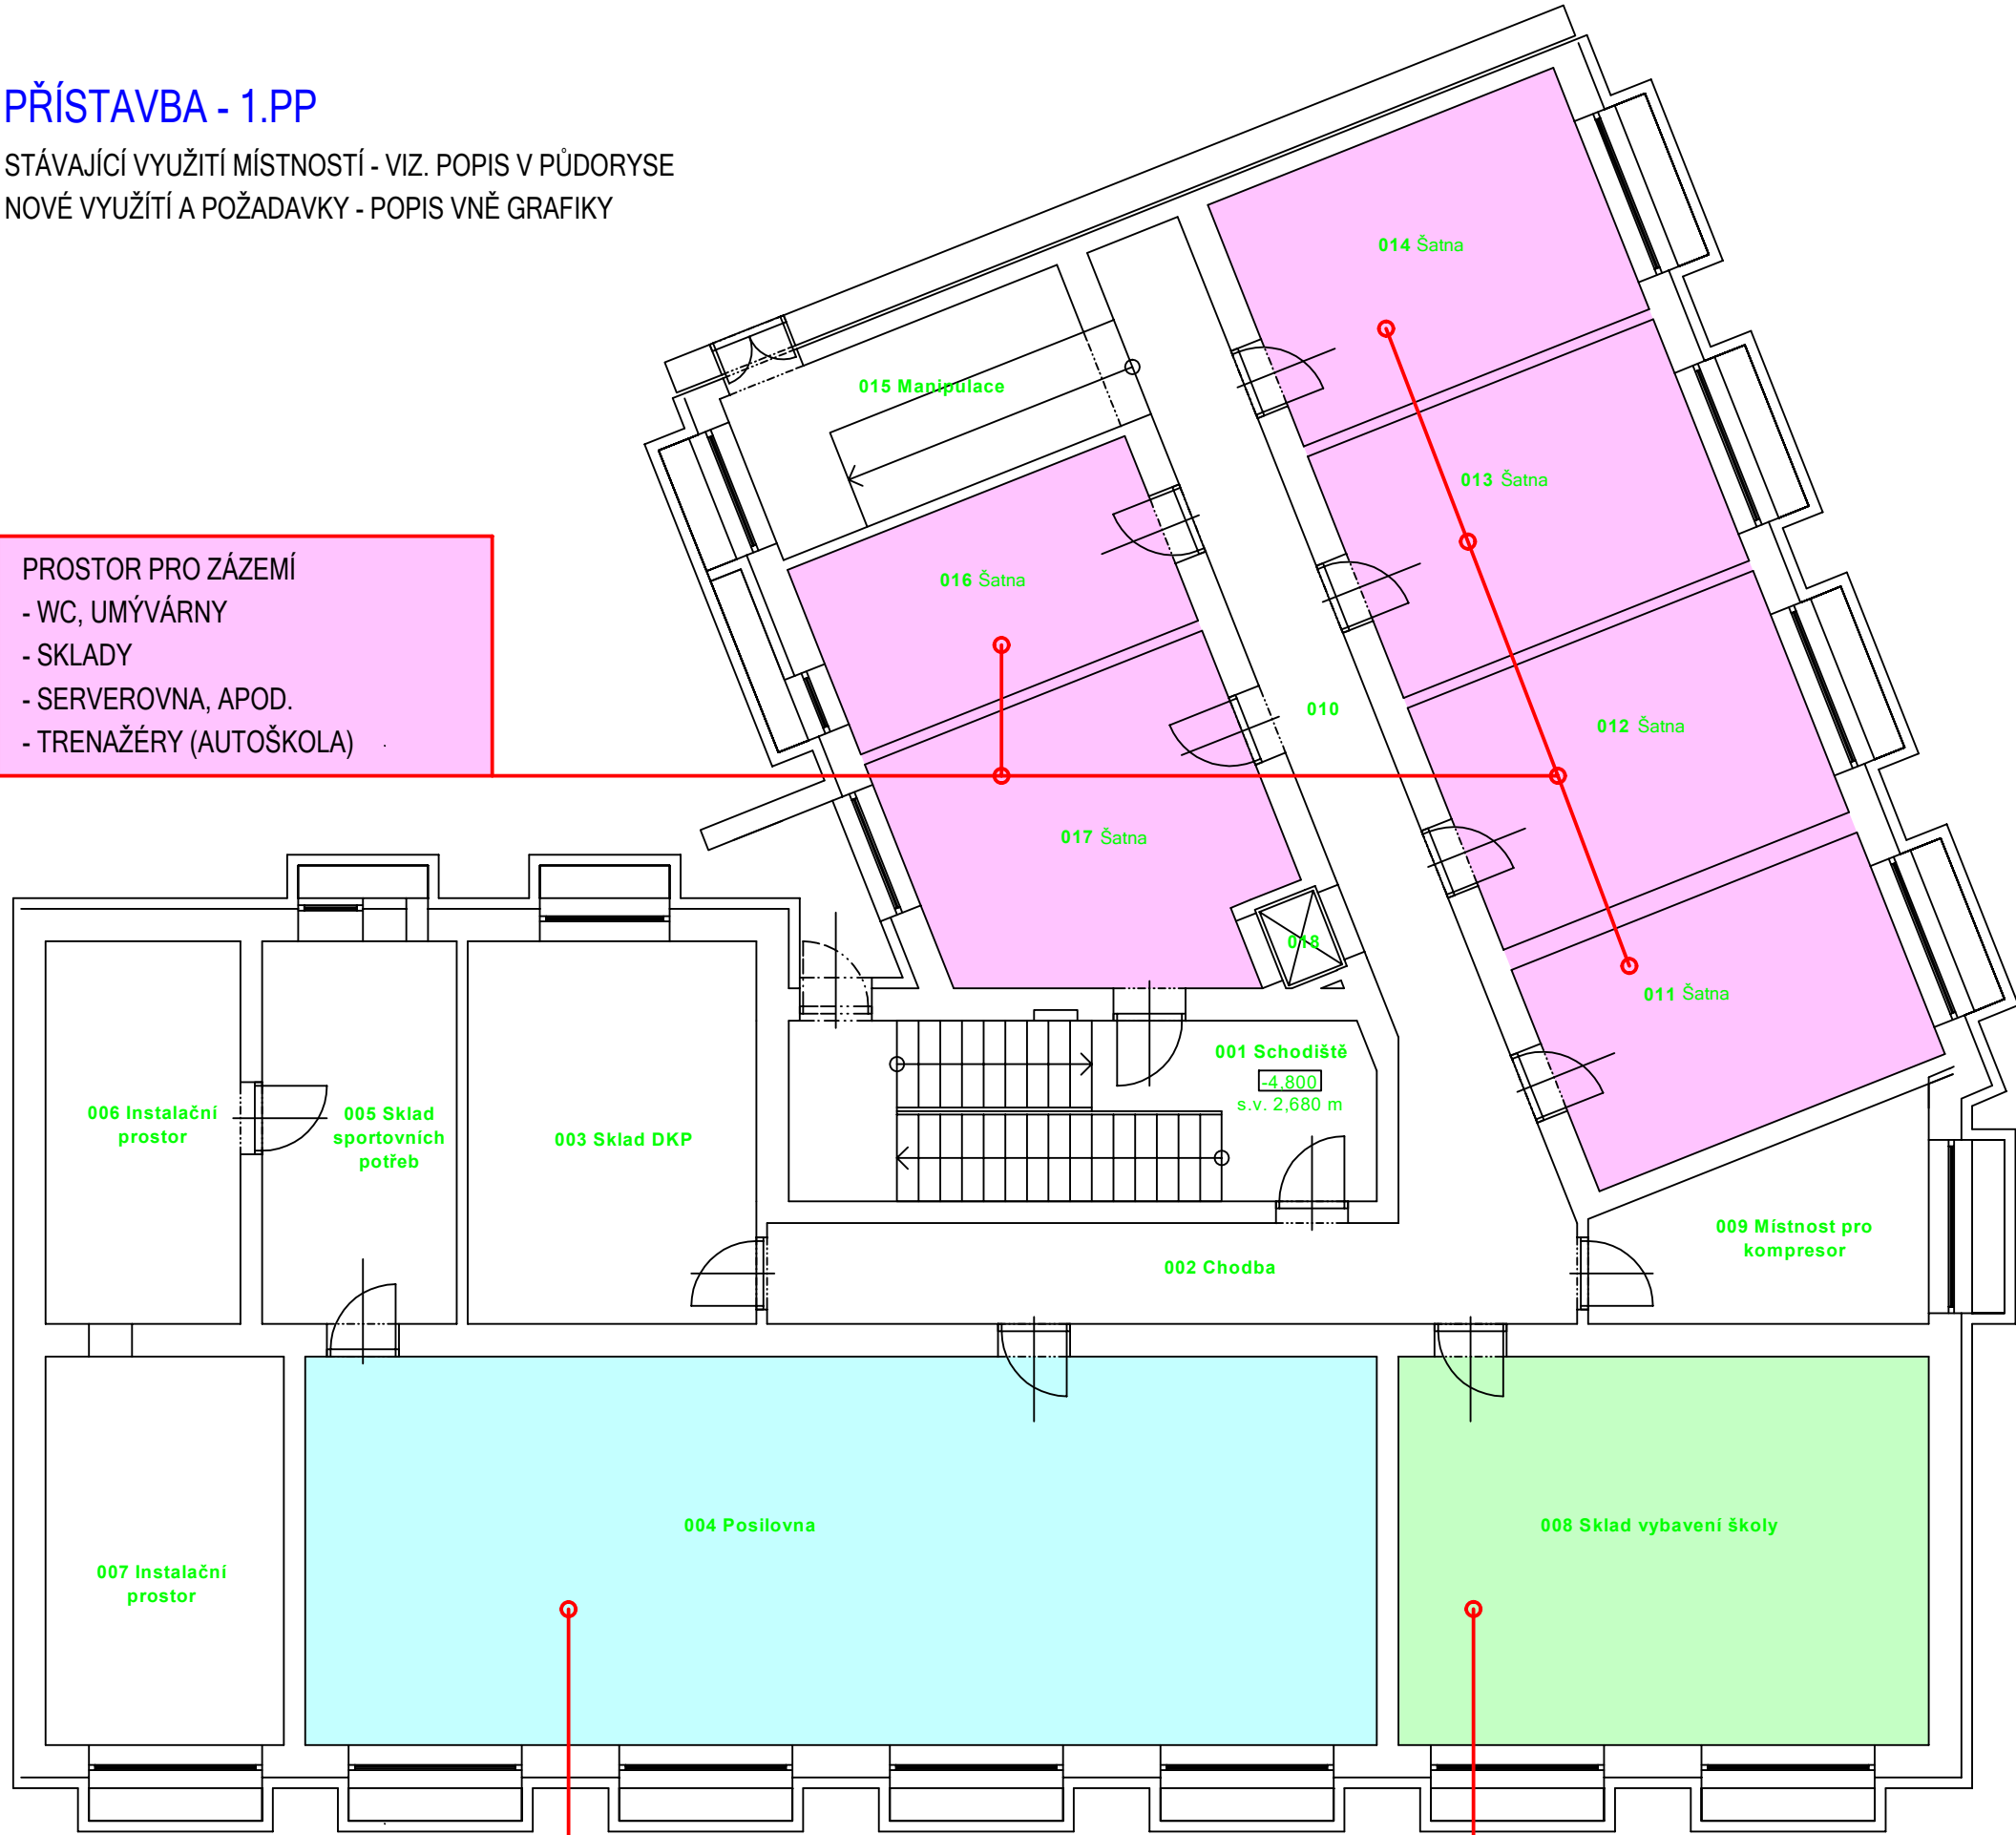 PŘÍSTAVBA - 1.PP
STÁVAJÍCÍ VYUŽITÍ MÍSTNOSTÍ - VIZ. POPIS V PŮDORYSE
NOVÉ VYUŽÍTÍ A POŽADAVKY - POPIS VNĚ GRAFIKY
014 Šatna
015 Manipulace
013 Šatna
PROSTOR PRO ZÁZEMÍ
- WC, UMÝVÁRNY
- SKLADY
- SERVEROVNA, APOD.
- TRENAŽÉRY (AUTOŠKOLA)
016 Šatna
010
012 Šatna
017 Šatna
018
011 Šatna
001 Schodiště
-4,800
s.v. 2,680 m
006 Instalační
prostor
005 Sklad
sportovních
potřeb
003 Sklad DKP
009 Místnost pro
kompresor
002 Chodba
004 Posilovna
008 Sklad vybavení školy
007 Instalační
prostor